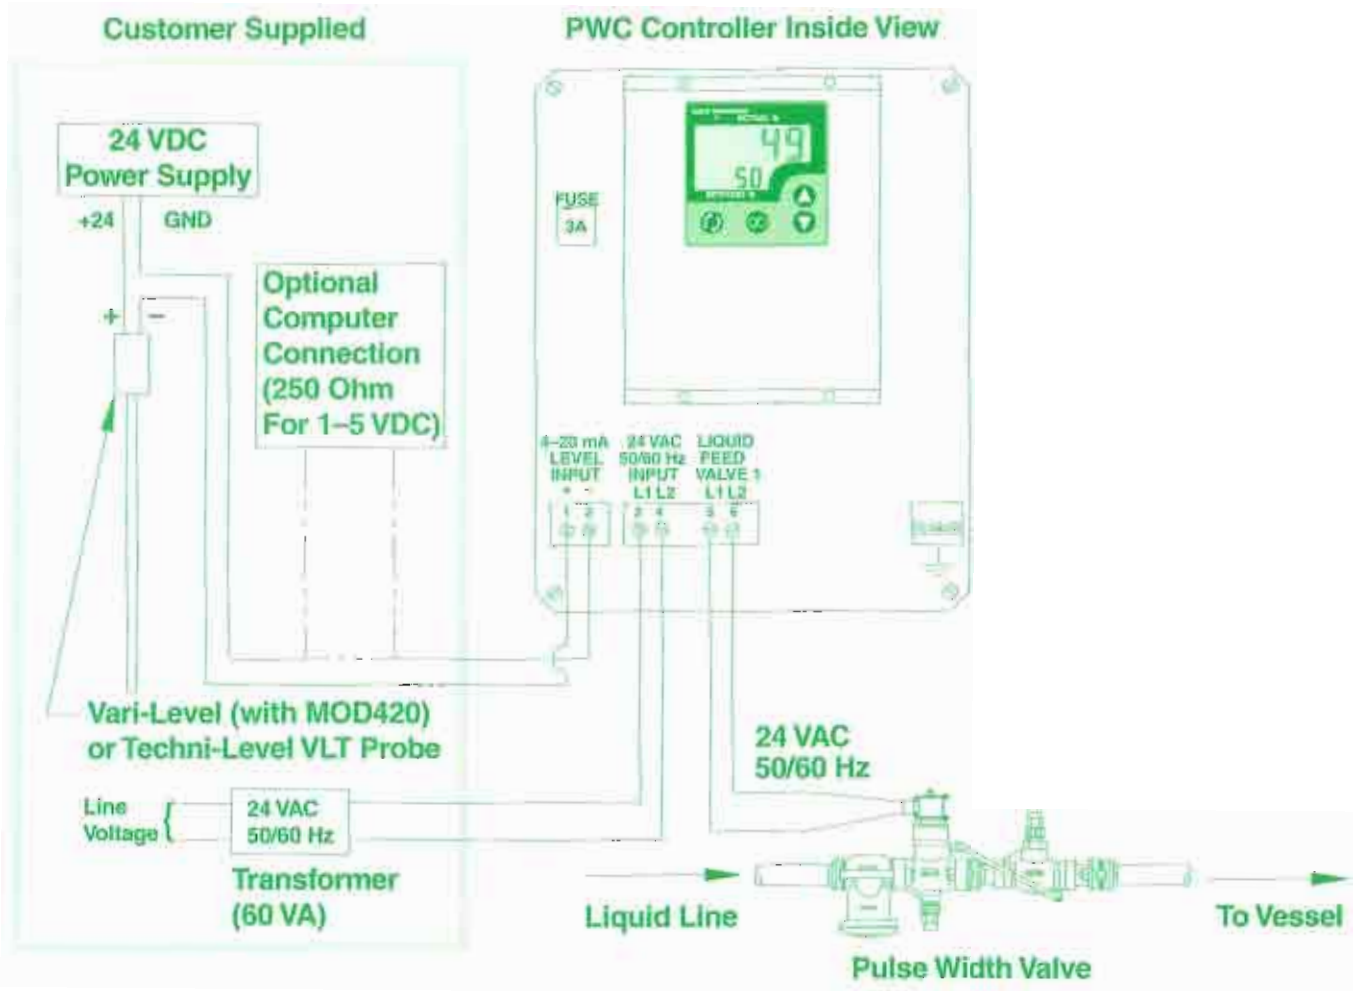 Customer Supplied
PWC Controller Inside View
24 VDC
Power Supply
+24
GND
+
–
Optional
Computer
Connection
(250 Ohm
For 1–5 VDC)
49
50
FUSE
3A
4–20 mA
LEVEL
INPUT
+ -
1 2
24 VAC
50/60 Hz
INPUT
L1 L2
3 4
LIQUID
FEED
VALVE 1
L1 L2
5 6
Vari-Level (with MOD420)
or Techni-Level VLT Probe
Line
Voltage
24 VAC
50/60 Hz
Transformer
(60 VA)
24 VAC
50/60 Hz
Liquid Line
To Vessel
Pulse Width Valve